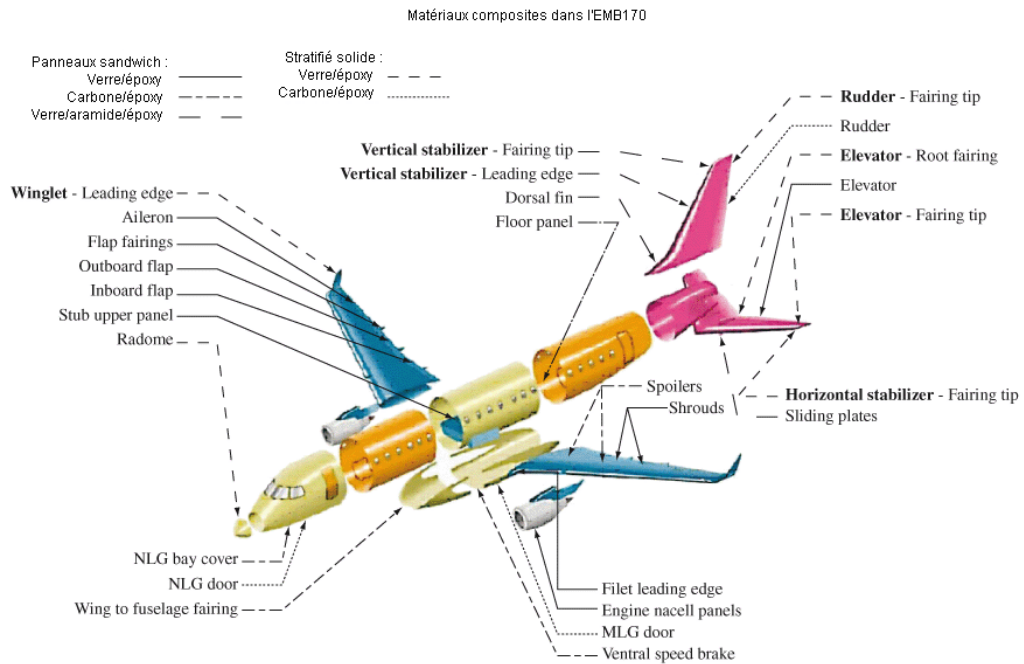 Matériaux composites dans l'EMB170
Panneaux sandwich :
Verre/époxy
Carbone/époxy
Verre/aramide/époxy
Stratifié solide :
Verre/époxy
Carbone/époxy
Rudder - Fairing tip
Rudder
Elevator - Root fairing
Elevator
Elevator - Fairing tip
Vertical stabilizer - Fairing tip
Vertical stabilizer - Leading edge
Dorsal fin
Floor panel
Winglet - Leading edge
Aileron
Flap fairings
Outboard flap
Inboard flap
Stub upper panel
Radome
Spoilers
Shrouds
Horizontal stabilizer - Fairing tip
Sliding plates
NLG bay cover
NLG door
Wing to fuselage fairing
Filet leading edge
Engine nacell panels
MLG door
Ventral speed brake